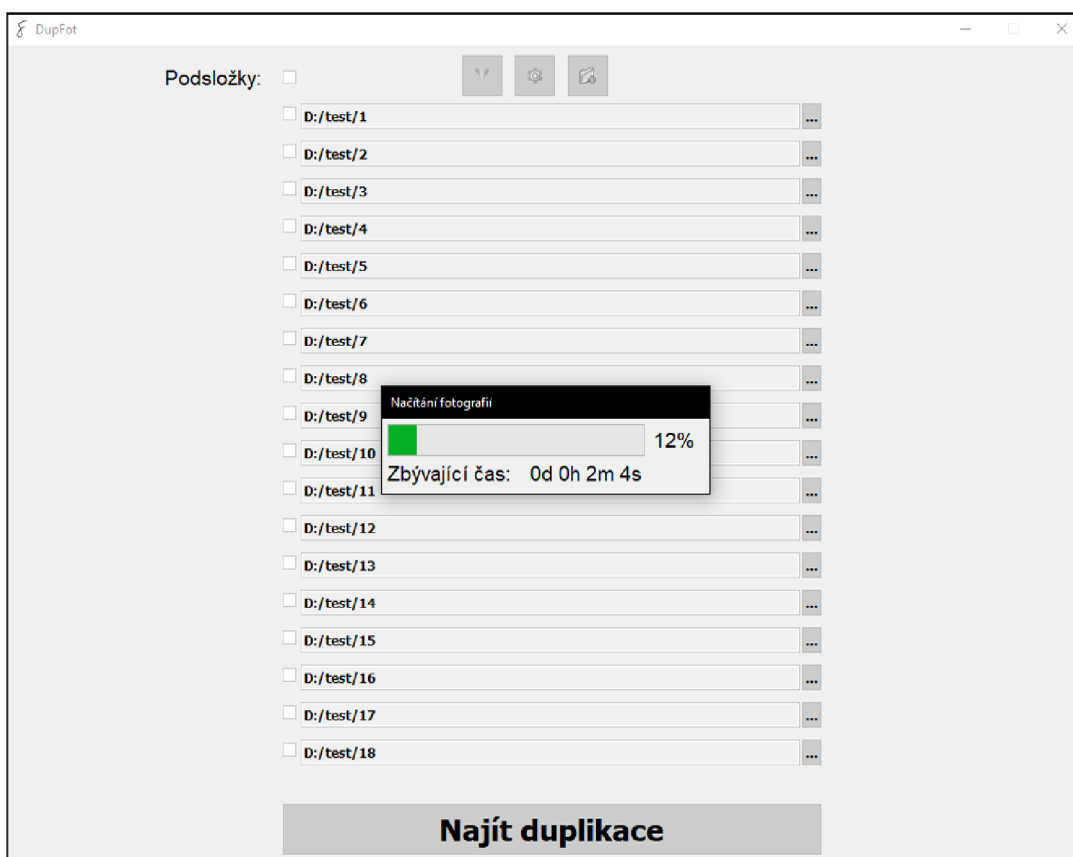 DupFot
Podsložky:
D:/test/1 ...
D:/test/2 ...
D:/test/3 ...
D:/test/4 ...
D:/test/5 ...
D:/test/6 ...
D:/test/7 ...
D:/test/8 ...
Načítání fotografií
D:/test/9 ...
12%
D:/test/10 ...
Zbývající čas: 0d 0h 2m 4s
D:/test/11 ...
D:/test/12 ...
D:/test/13 ...
D:/test/14 ...
D:/test/15 ...
D:/test/16 ...
D:/test/17 ...
D:/test/18 ...
Najít duplikace